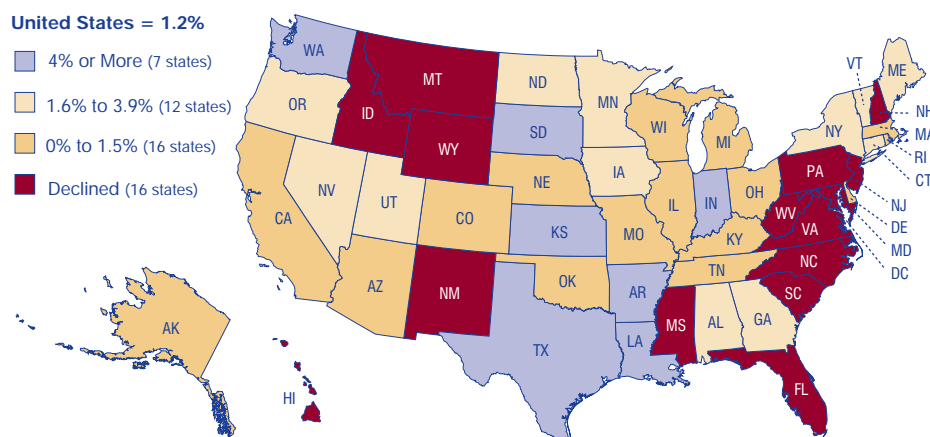 United States = 1.2%
4% or More (7 states)
1.6% to 3.9% (12 states)
0% to 1.5% (16 states)
Declined (16 states)
WA
OR
CA
NV
ID
MT
WY
UT
AZ
CO
NM
ND
SD
NE
KS
OK
TX
MN
IA
MO
AR
LA
WI
IL
MI
IN
OH
KY
TN
MS
AL
GA
FL
SC
NC
VA
WV
PA
NY
VT
ME
NH
MA
RI
CT
NJ
DE
MD
DC
AK
HI